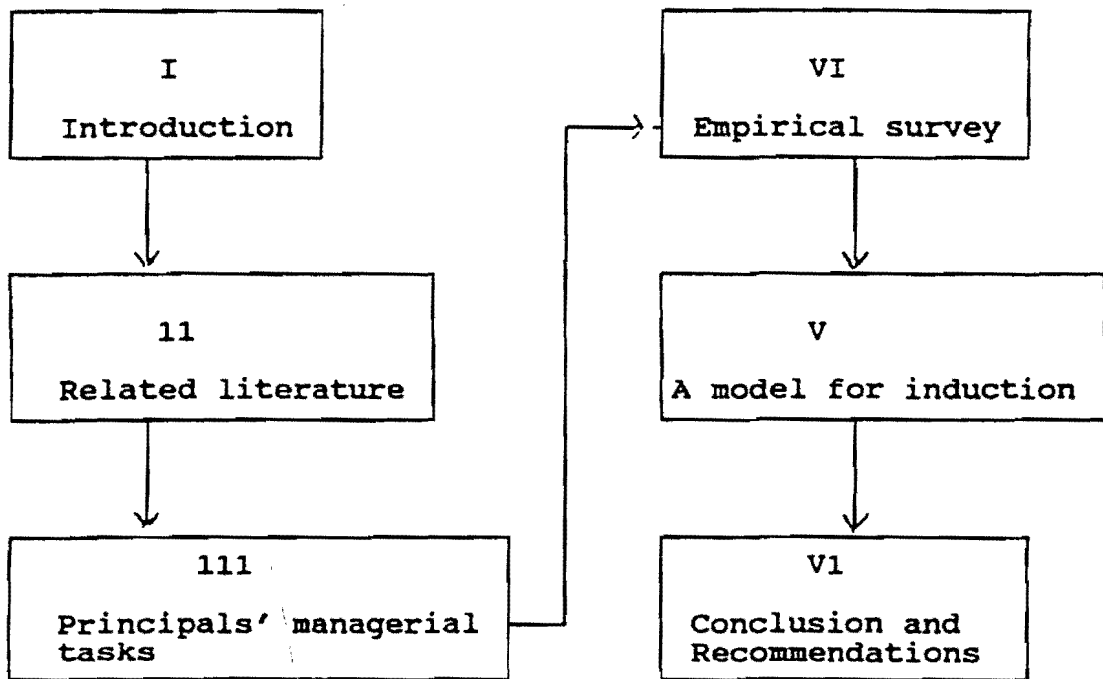 I
Introduction
11
Related literature
111
Principals' managerial
tasks
VI
Empirical survey
V
A model for induction
V1
Conclusion and
Recommendations